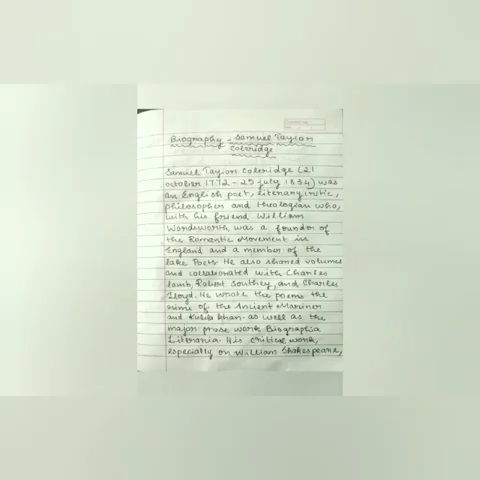 Biography - Samuel Taylor
Coleridge
Samuel Taylor Coleridge (21
october 1772 - 25 july 1834) was
an English poet, literary critic,
philosopher and theologian who,
with his friend William
Wordsworth, was a founder of
the Romantic Movement in
England and a member of the
lake Poets. He also shared volumes
and collaborated with Charles
lamb, Robert Southey, and Charles
lloyd. He wrote the poems the
rime of the Ancient Mariner
and Kubla Khan. as well as the
major prose work Biographia
Literaria. His critical work,
especially on William Shakespeare,